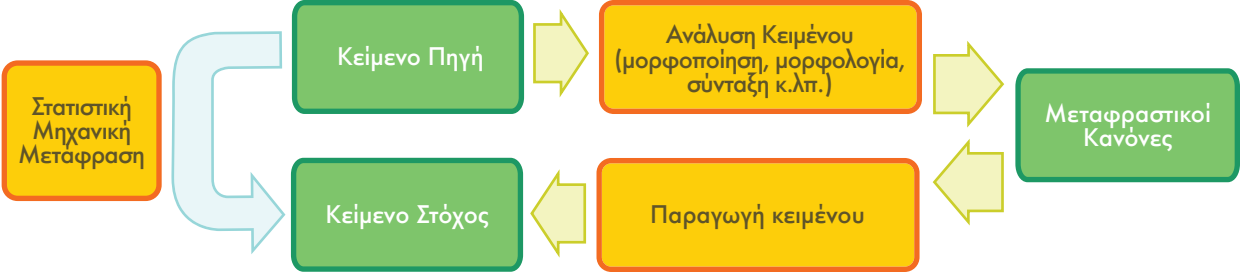 Στατιστική
Μηχανική
Μετάφραση
Κείμενο Πηγή
Ανάλυση Κειμένου
(μορφοποίηση, μορφολογία,
σύνταξη κ.λπ.)
Μεταφραστικοί
Κανόνες
Παραγωγή κειμένου
Κείμενο Στόχος